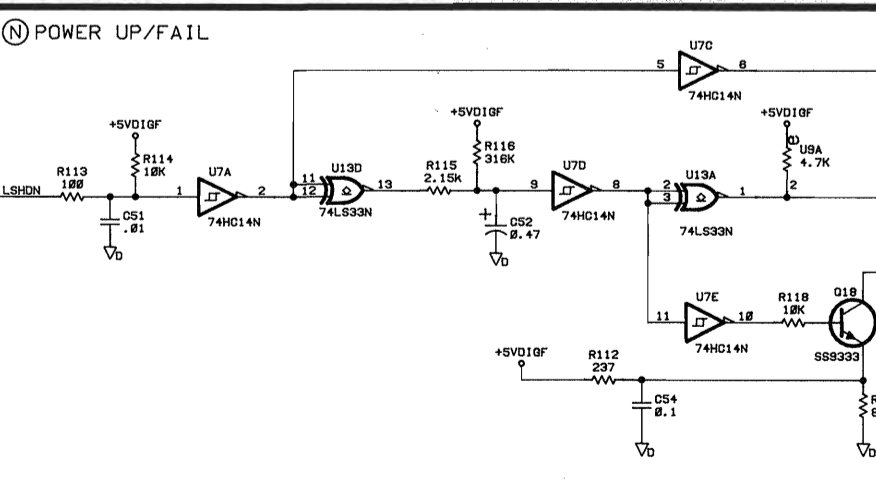 N POWER UP/FAIL
U7C
5
6
74HC14N
+5VDIGF
+5VDIGF
+5VDIGF
R113
100
LSHDN
R114
10K
U7A
1
2
74HC14N
C51
.01
D
U13D
11
12
13
74LS33N
R115
2.15k
R116
316K
C52
0.47
+
D
U7D
9
8
74HC14N
U13A
2
3
1
74LS33N
U9A
4.7K
2
U7E
11
10
74HC14N
R118
10K
Q18
SS9333
+5VDIGF
R112
237
C54
0.1
D
D